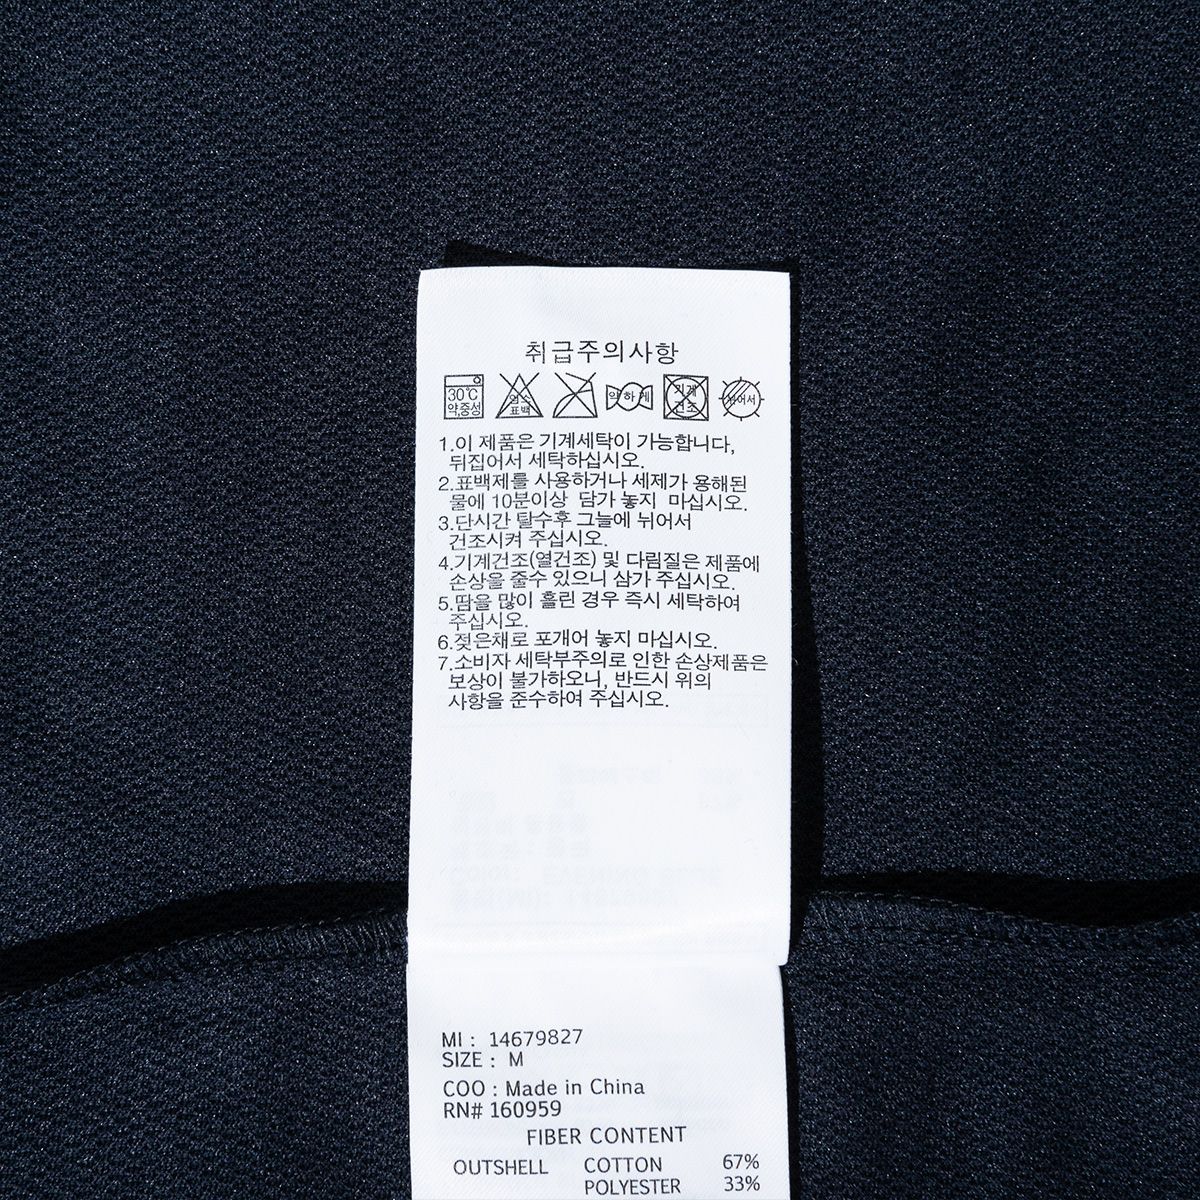 취급주의사항
30℃ 약,중성 염소 표백 약하게 기계 건조 뉘어서
1.이 제품은 기계세탁이 가능합니다,
뒤집어서 세탁하십시오.
2.표백제를 사용하거나 세제가 용해된
물에 10분이상 담가 놓지 마십시오.
3.단시간 탈수후 그늘에 뉘어서
건조시켜 주십시오.
4.기계건조(열건조) 및 다림질은 제품에
손상을 줄수 있으니 삼가 주십시오.
5.땀을 많이 흘린 경우 즉시 세탁하여
주십시오.
6.젖은채로 포개어 놓지 마십시오.
7.소비자 세탁부주의로 인한 손상제품은
보상이 불가하오니, 반드시 위의
사항을 준수하여 주십시오.
MI : 14679827
SIZE : M
COO : Made in China
RN# 160959
FIBER CONTENT
OUTSHELL COTTON 67%
POLYESTER 33%